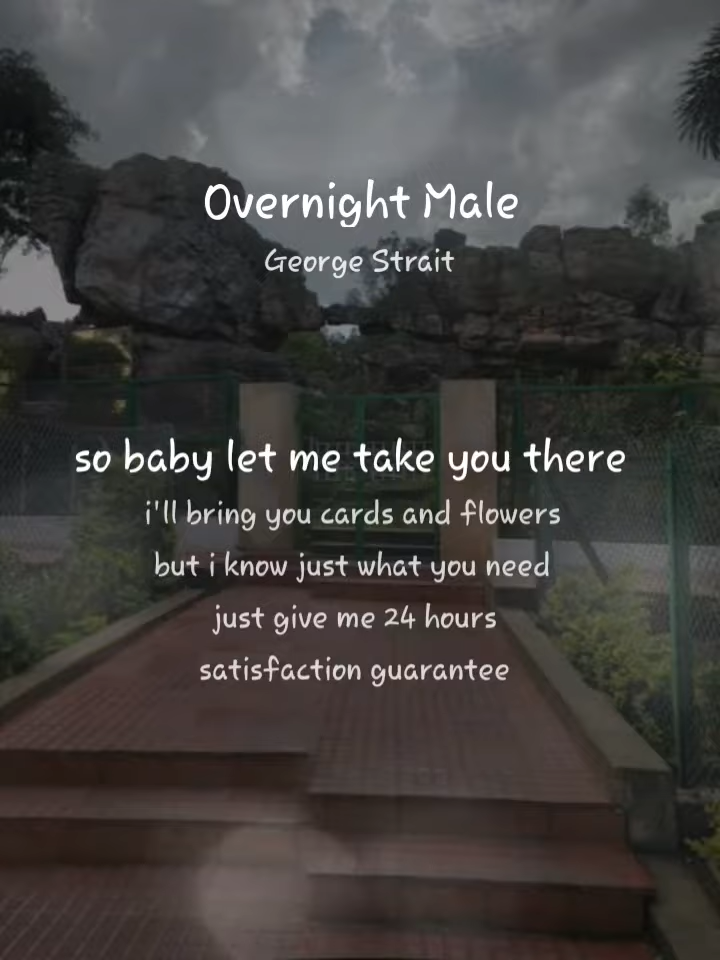 Overnight Male
George Strait
so baby let me take you there
i'll bring you cards and flowers
but i know just what you need
just give me 24 hours
satisfaction guarantee